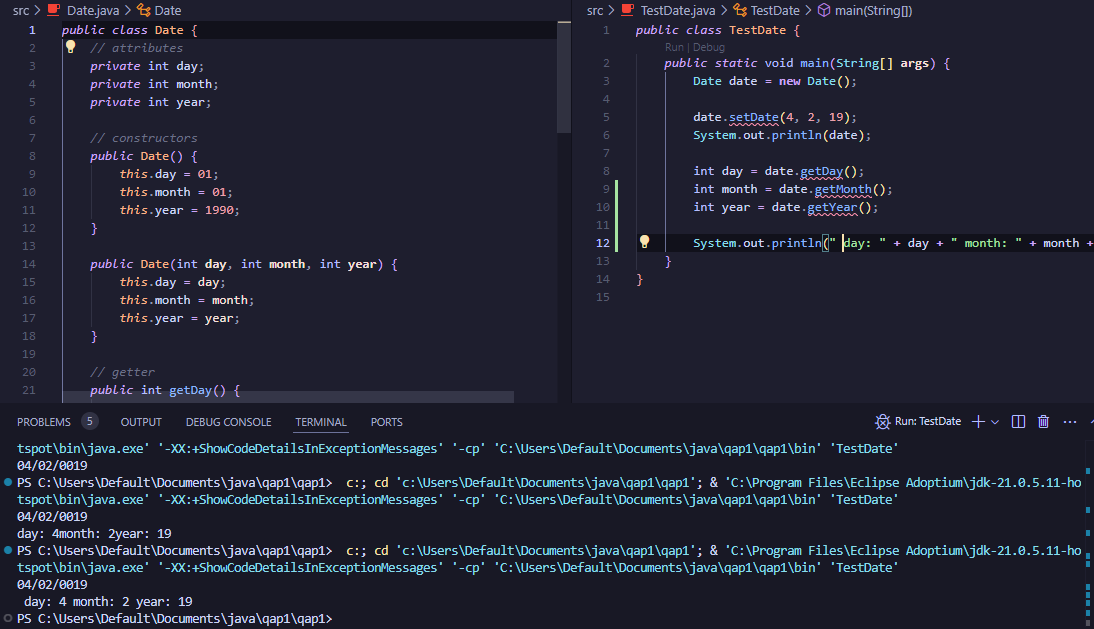 src > Date.java > Date
public class Date {
// attributes
private int day;
private int month;
private int year;
// constructors
public Date() {
this.day = 01;
this.month = 01;
this.year = 1990;
}
public Date(int day, int month, int year) {
this.day = day;
this.month = month;
this.year = year;
}
// getter
public int getDay() {
1
2
3
4
5
6
7
8
9
10
11
12
13
14
15
16
17
18
19
20
21
src > TestDate.java > TestDate > main(String[])
1 public class TestDate {
Run | Debug
2 public static void main(String[] args) {
3 Date date = new Date();
4
5 date.setDate(4, 2, 19);
6 System.out.println(date);
7
8 int day = date.getDay();
9 int month = date.getMonth();
10 int year = date.getYear();
11
12 System.out.println(" day: " + day + " month: " + month +
13 }
14 }
15
PROBLEMS 5 OUTPUT DEBUG CONSOLE TERMINAL PORTS Run: TestDate
tspot\bin\java.exe' '-XX:+ShowCodeDetailsInExceptionMessages' '-cp' 'C:\Users\Default\Documents\java\qap1\qap1\bin' 'TestDate'
04/02/0019
PS C:\Users\Default\Documents\java\qap1\qap1> c:; cd 'c:\Users\Default\Documents\java\qap1\qap1'; & 'C:\Program Files\Eclipse Adoptium\jdk-21.0.5.11-ho
tspot\bin\java.exe' '-XX:+ShowCodeDetailsInExceptionMessages' '-cp' 'C:\Users\Default\Documents\java\qap1\qap1\bin' 'TestDate'
04/02/0019
day: 4month: 2year: 19
PS C:\Users\Default\Documents\java\qap1\qap1> c:; cd 'c:\Users\Default\Documents\java\qap1\qap1'; & 'C:\Program Files\Eclipse Adoptium\jdk-21.0.5.11-ho
tspot\bin\java.exe' '-XX:+ShowCodeDetailsInExceptionMessages' '-cp' 'C:\Users\Default\Documents\java\qap1\qap1\bin' 'TestDate'
04/02/0019
day: 4 month: 2 year: 19
PS C:\Users\Default\Documents\java\qap1\qap1>